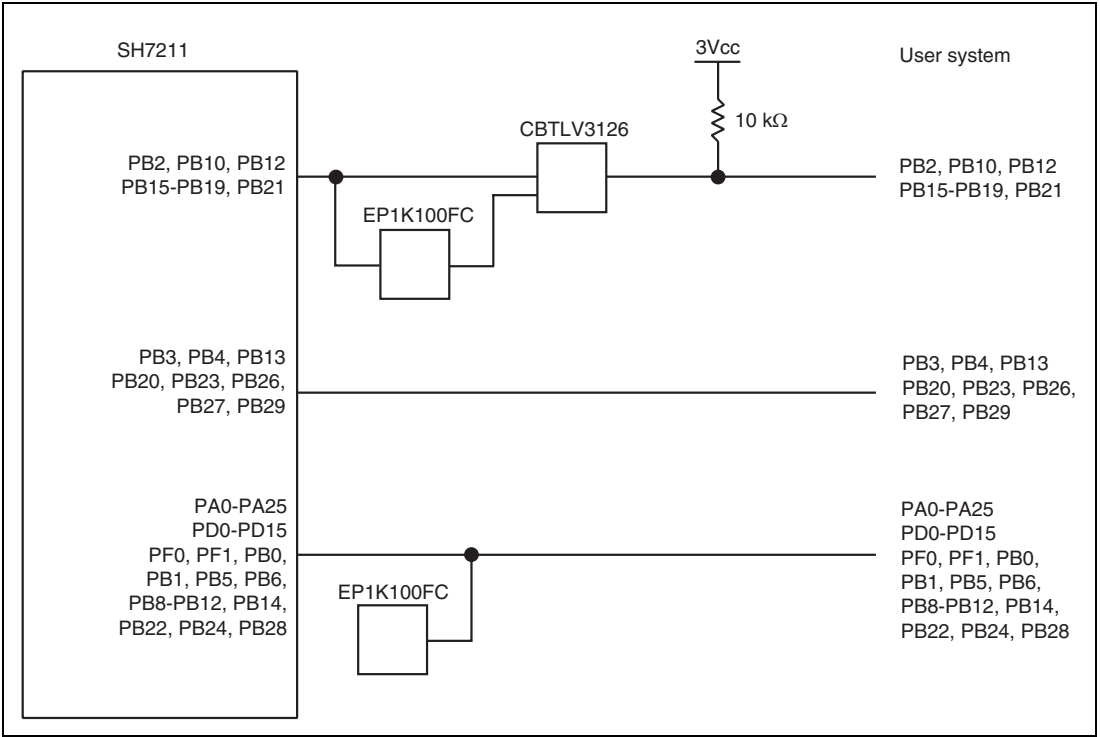 SH7211
3Vcc
User system
10 kΩ
CBTLV3126
PB2, PB10, PB12
PB15-PB19, PB21
PB2, PB10, PB12
PB15-PB19, PB21
EP1K100FC
PB3, PB4, PB13
PB20, PB23, PB26,
PB27, PB29
PB3, PB4, PB13
PB20, PB23, PB26,
PB27, PB29
PA0-PA25
PD0-PD15
PF0, PF1, PB0,
PB1, PB5, PB6,
PB8-PB12, PB14,
PB22, PB24, PB28
EP1K100FC
PA0-PA25
PD0-PD15
PF0, PF1, PB0,
PB1, PB5, PB6,
PB8-PB12, PB14,
PB22, PB24, PB28